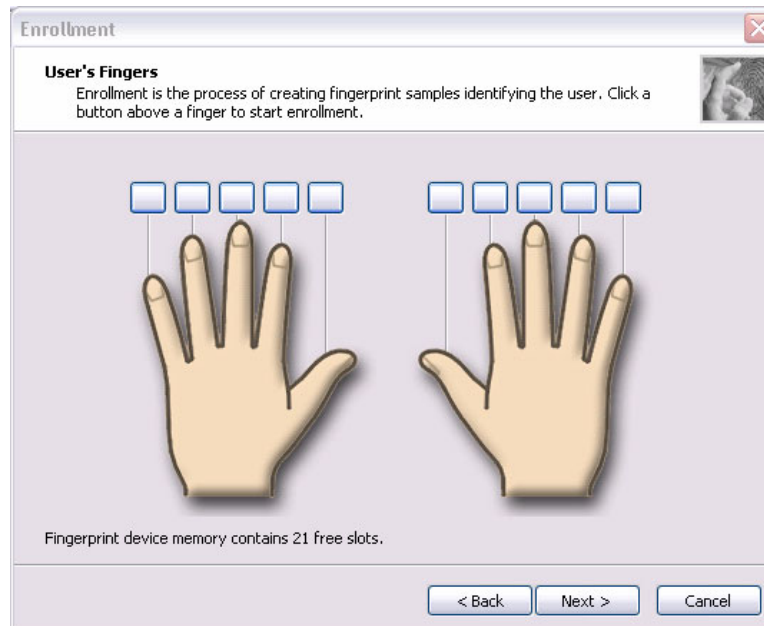 Enrollment
User's Fingers
Enrollment is the process of creating fingerprint samples identifying the user. Click a
button above a finger to start enrollment.
Fingerprint device memory contains 21 free slots.
< Back Next > Cancel